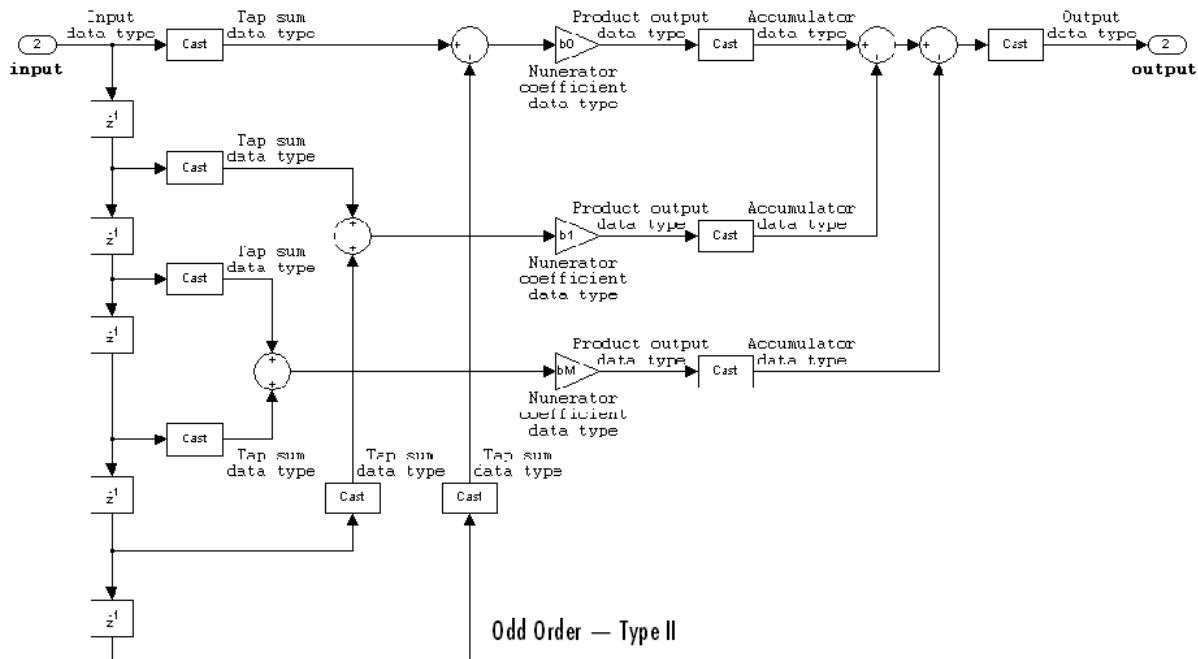 Input
data type
Tap sum
data type
Product output
data type
Accumulator
data type
Output
data type
2
Cast
+
+
b0
Cast
+
+
+
+
Cast
2
input
output
Nunerator
coefficient
data type
z-1
Tap sum
data type
Cast
+
+
Product output
data type
Accumulator
data type
z-1
b1
Cast
Tap sum
data type
Nunerator
coefficient
data type
Cast
z-1
+
+
Product output
data type
Accumulator
data type
bM
Cast
Nunerator
coefficient
data type
Cast
Tap sum
data type
Tap sum
data type
Tap sum
data type
z-1
Cast
Cast
z-1
Odd Order — Type II